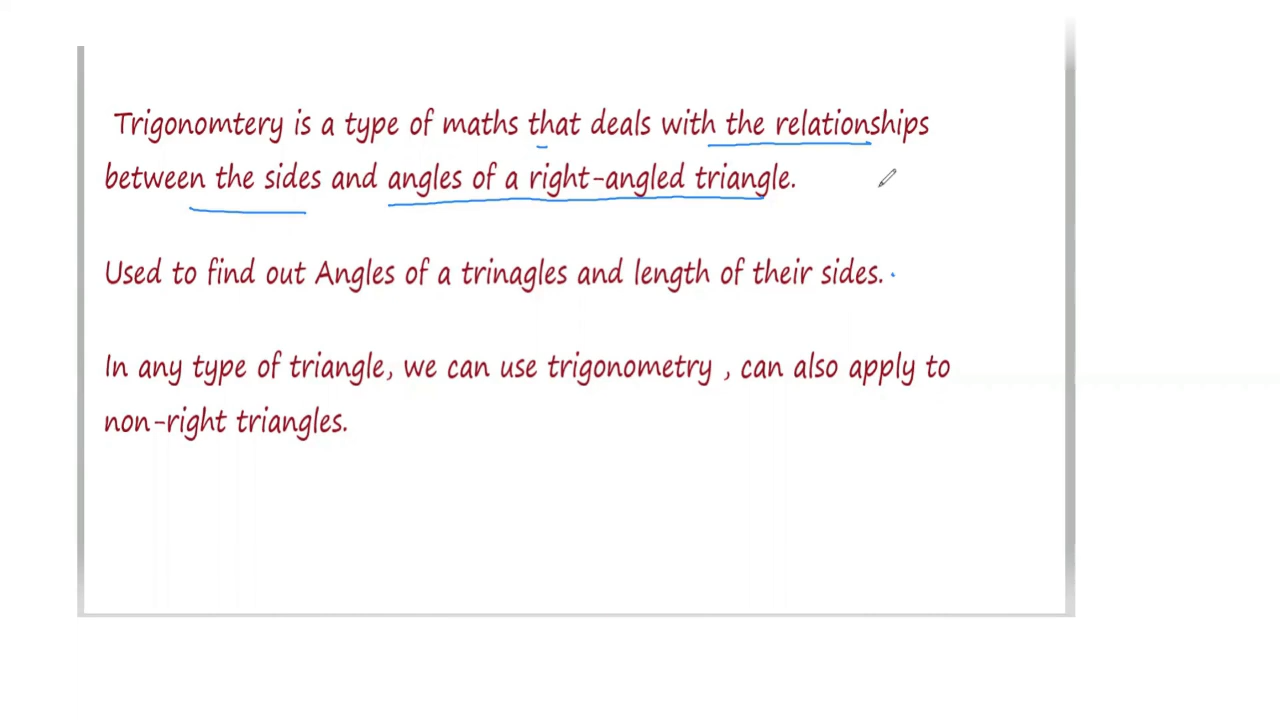 Trigonomtery is a type of maths that deals with the relationships
between the sides and angles of a right-angled triangle.
Used to find out Angles of a trinagles and length of their sides.
In any type of triangle, we can use trigonometry , can also apply to
non-right triangles.